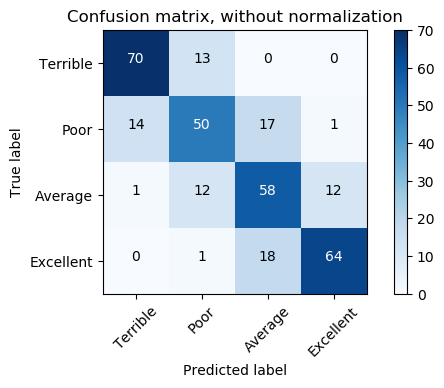 Confusion matrix, without normalization
True label
Terrible 70 13 0 0
Poor 14 50 17 1
Average 1 12 58 12
Excellent 0 1 18 64
Terrible Poor Average Excellent
Predicted label
70
60
50
40
30
20
10
0